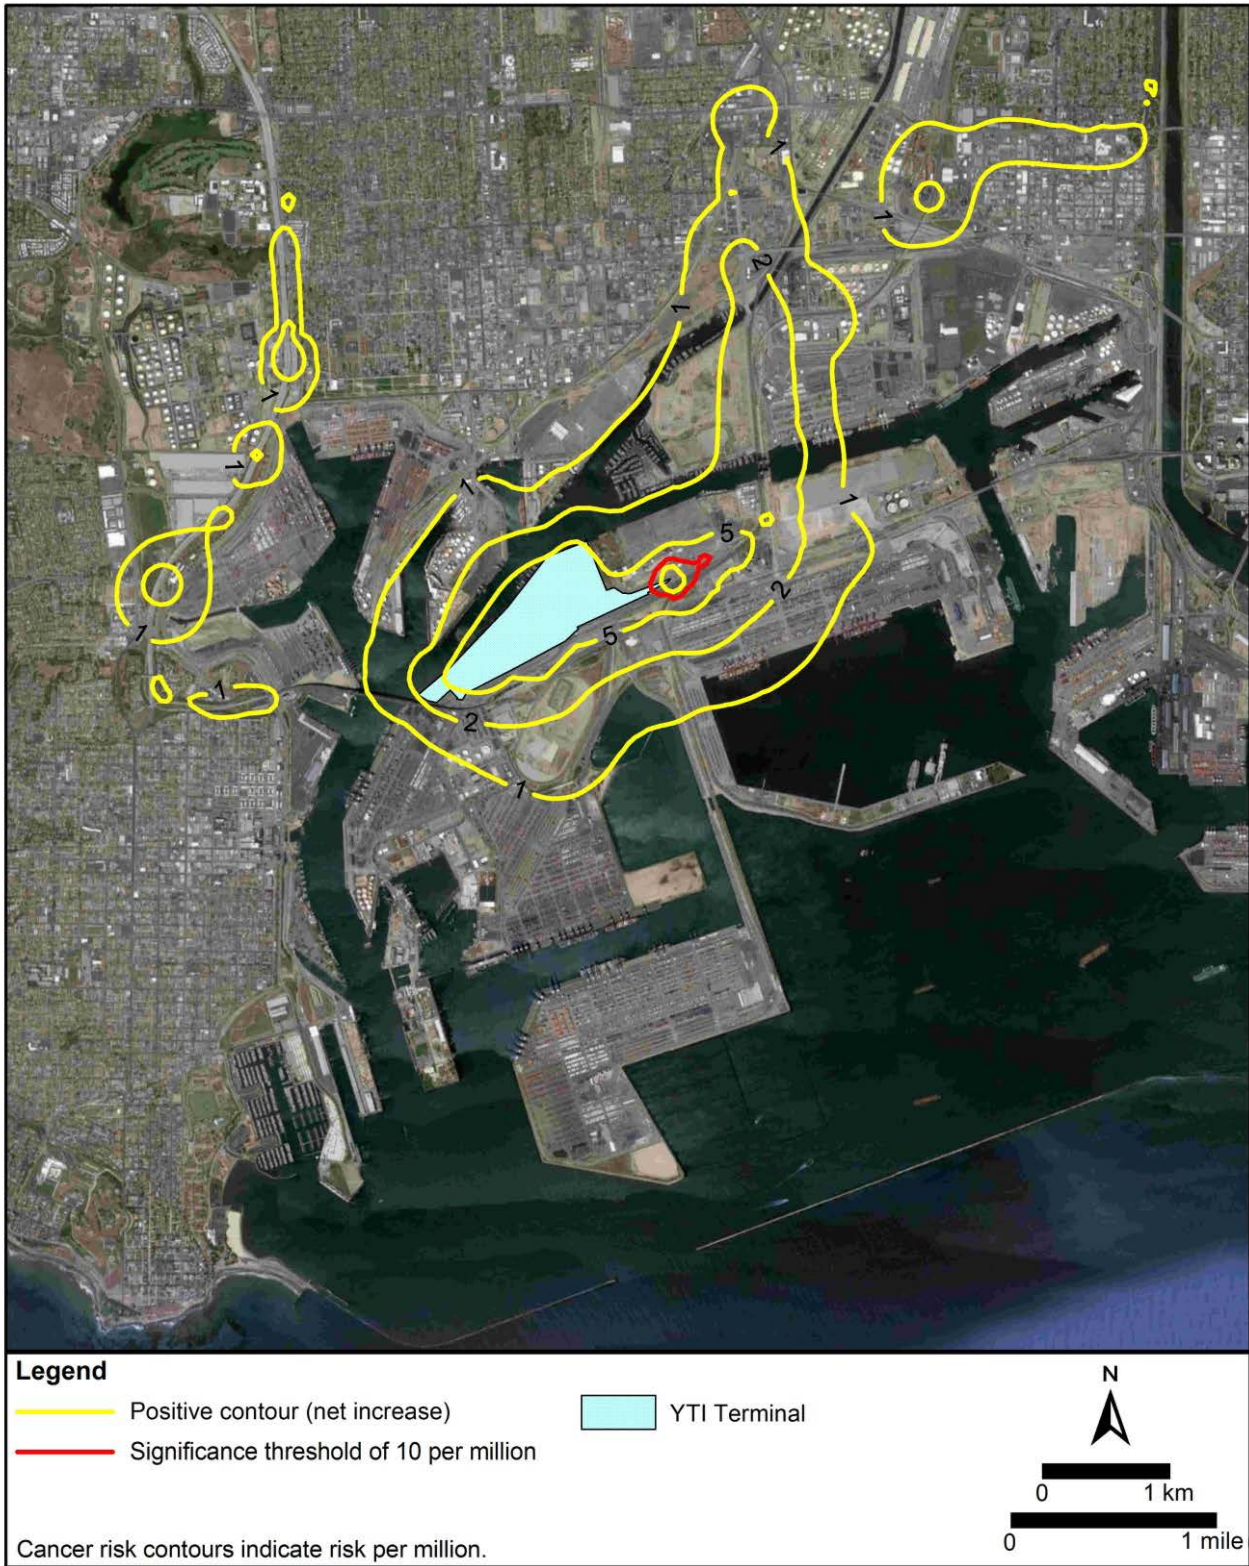 1
1
1
2
1
1
1
1
5
2
5
1
1
2
1
Legend
Positive contour (net increase)
Significance threshold of 10 per million
YTI Terminal
N
0 1 km
0 1 mile
Cancer risk contours indicate risk per million.